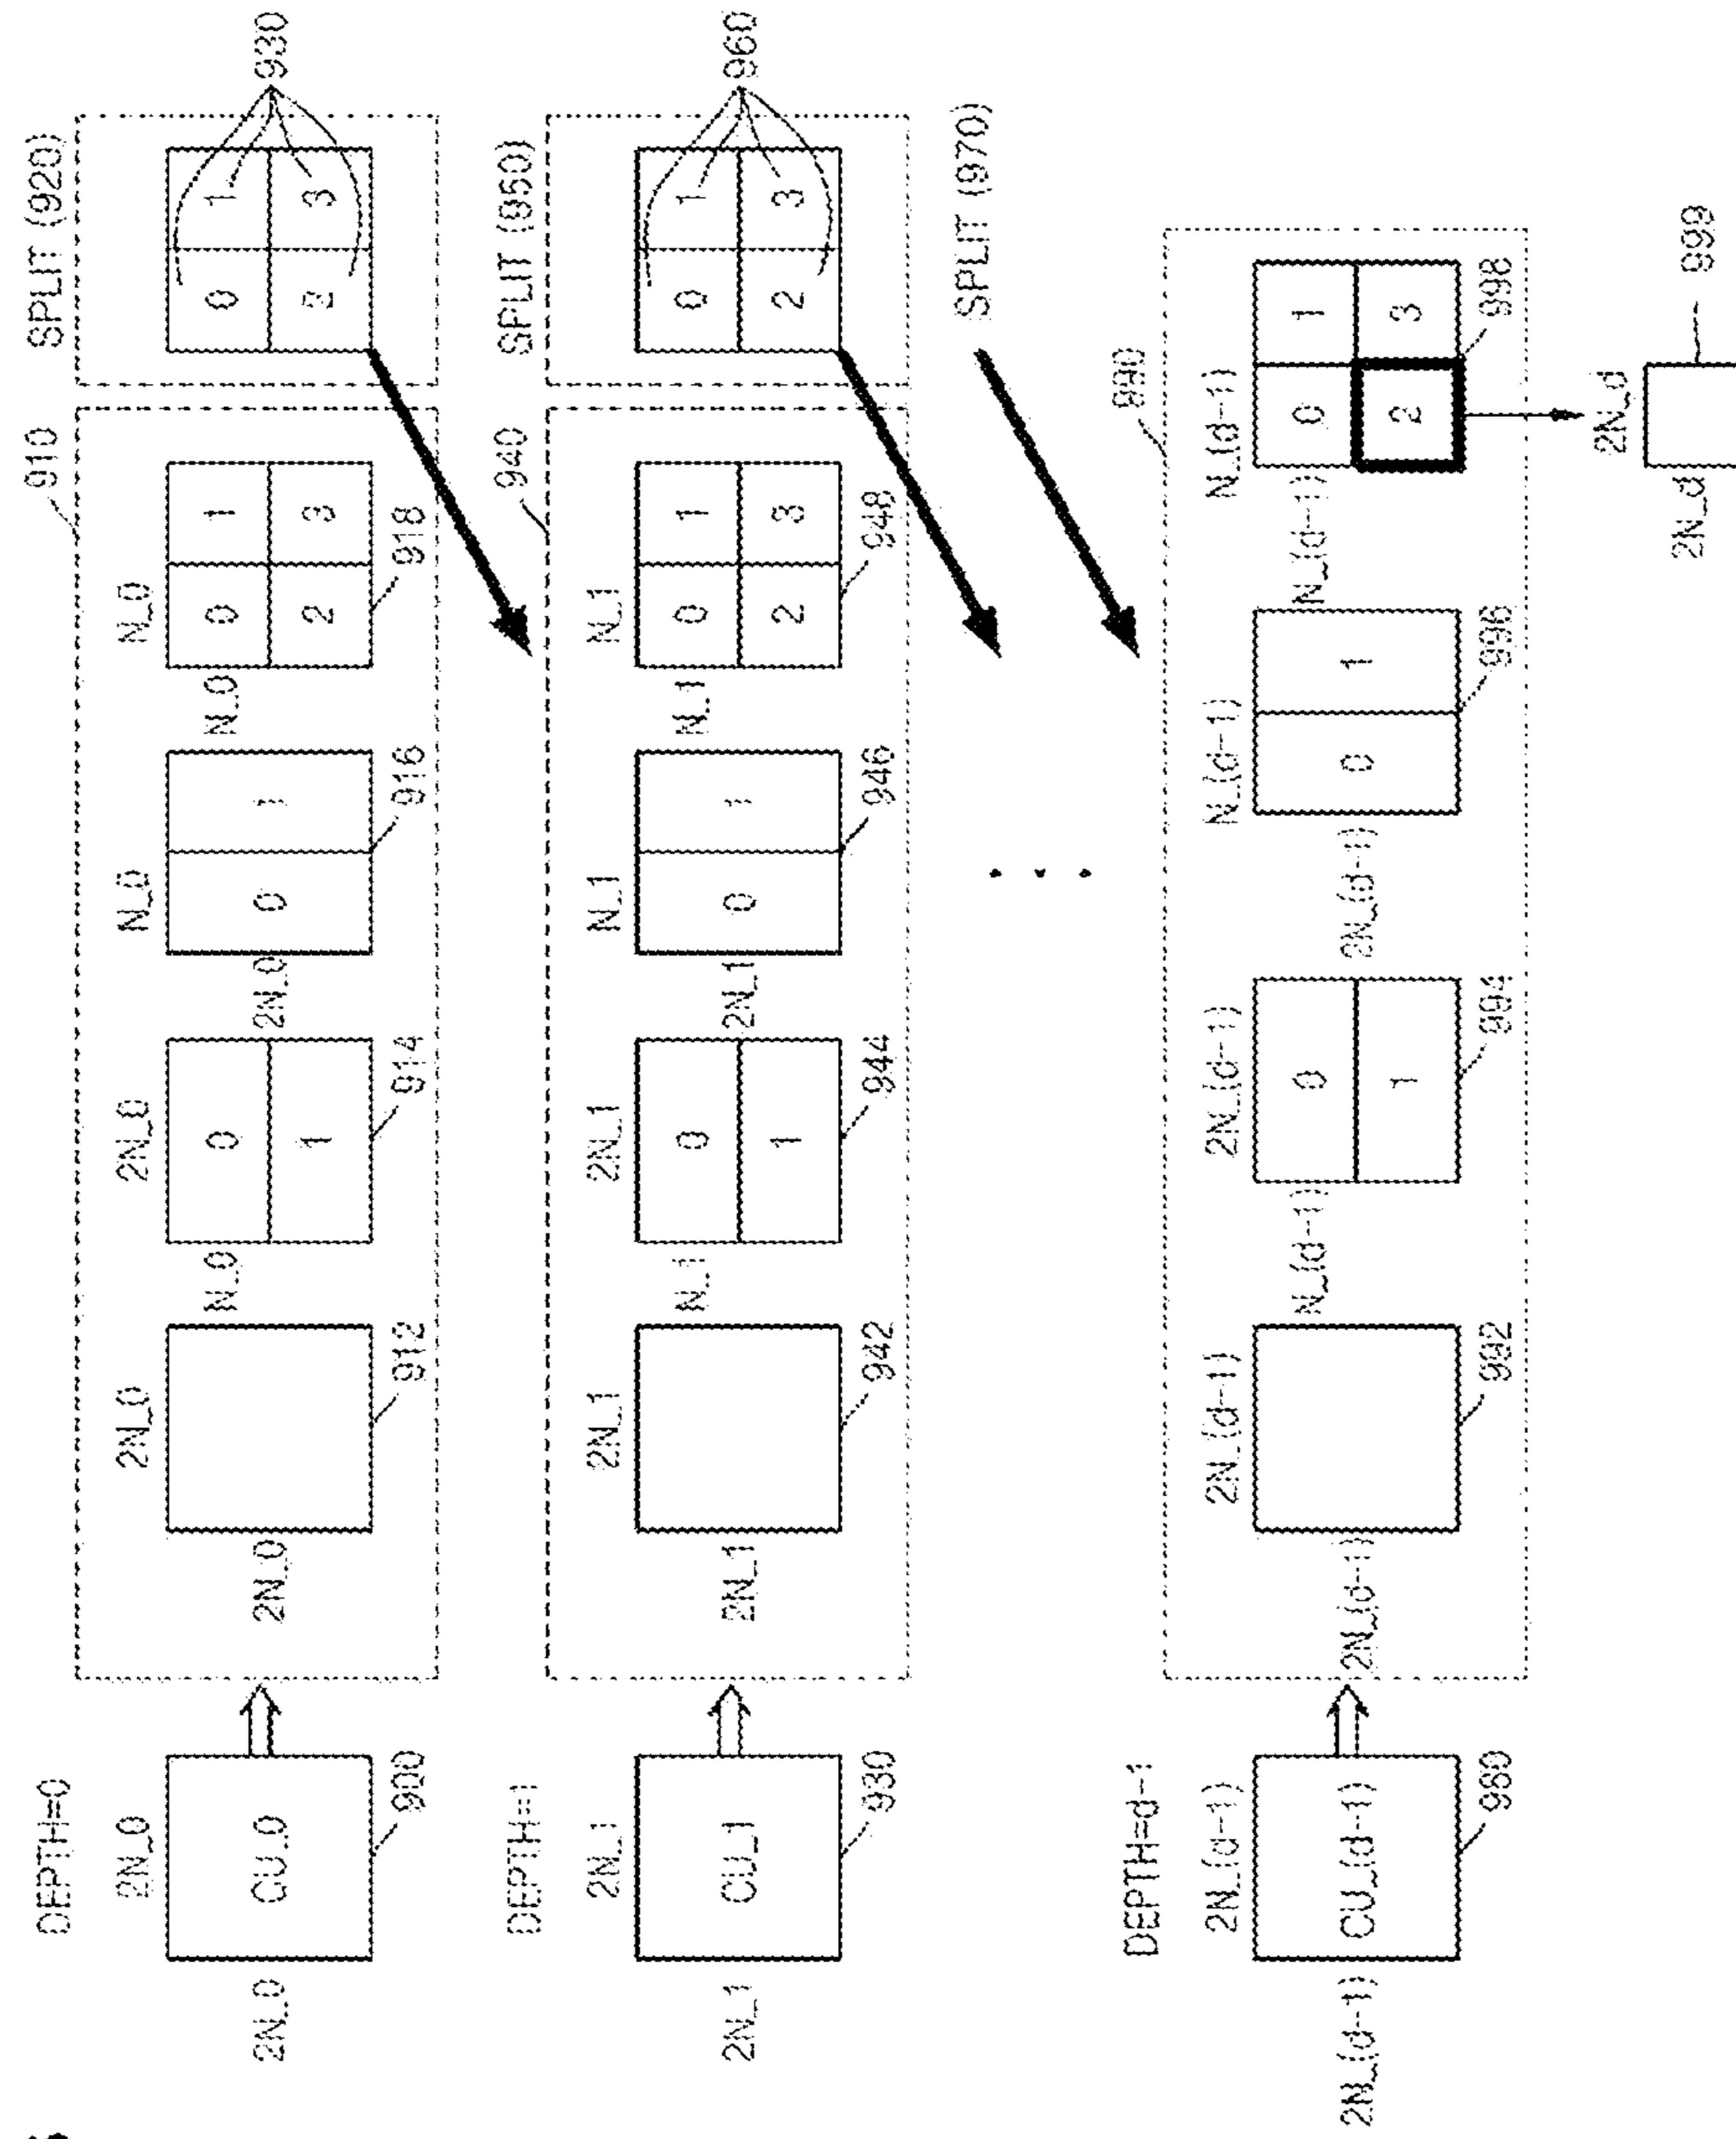 DEPTH=0
2N_0
2N_0
CU_0
900
910
2N_0
2N_0
912
2N_0
N_0
0
1
914
N_0
2N_0
0
1
916
N_0
N_0
0
1
2
3
918
SPLIT (920)
0
1
2
3
930
DEPTH=1
2N_1
2N_1
CU_1
930
940
2N_1
2N_1
942
2N_1
N_1
0
1
944
N_1
2N_1
0
1
946
N_1
N_1
0
1
2
3
948
SPLIT (950)
0
1
2
3
960
SPLIT (970)
DEPTH=d-1
2N_(d-1)
2N_(d-1)
CU_(d-1)
980
990
2N_(d-1)
2N_(d-1)
992
2N_(d-1)
N_(d-1)
0
1
994
N_(d-1)
2N_(d-1)
0
1
996
N_(d-1)
N_(d-1)
0
1
2
3
998
2N_d
2N_d
999